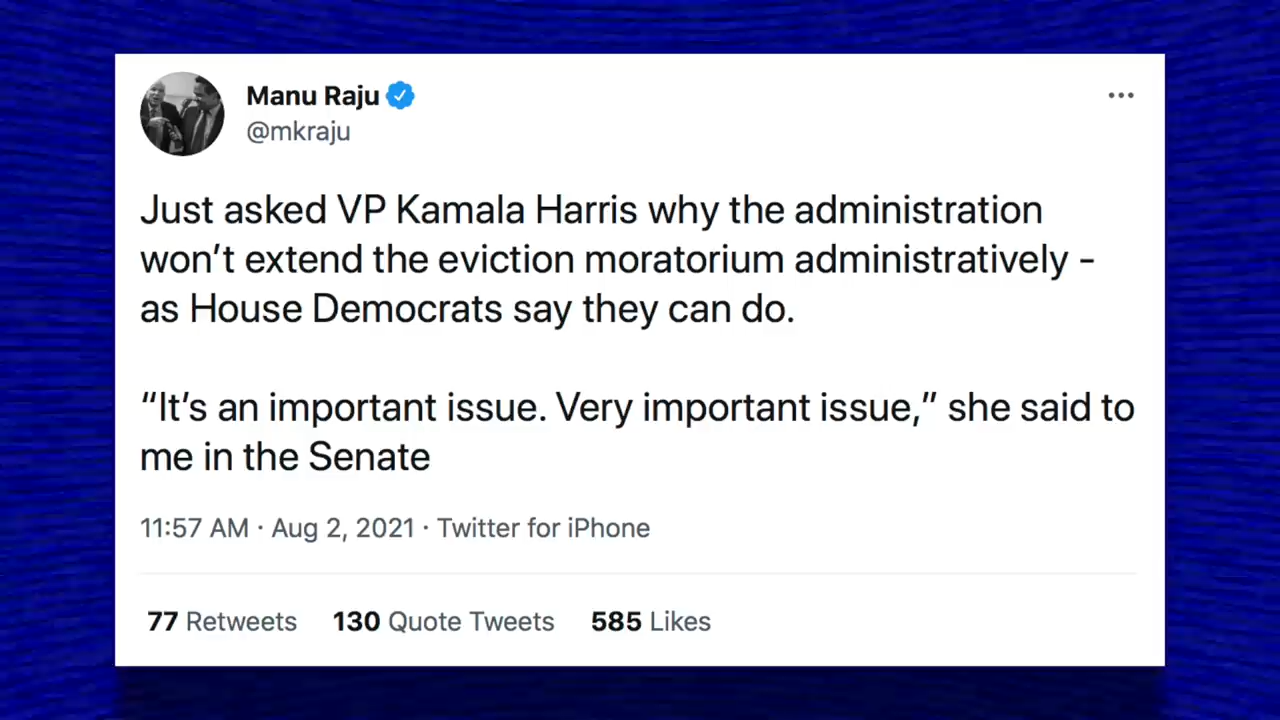 Manu Raju
@mkraju
Just asked VP Kamala Harris why the administration
won’t extend the eviction moratorium administratively -
as House Democrats say they can do.
“It’s an important issue. Very important issue,” she said to
me in the Senate
11:57 AM · Aug 2, 2021 · Twitter for iPhone
77 Retweets 130 Quote Tweets 585 Likes